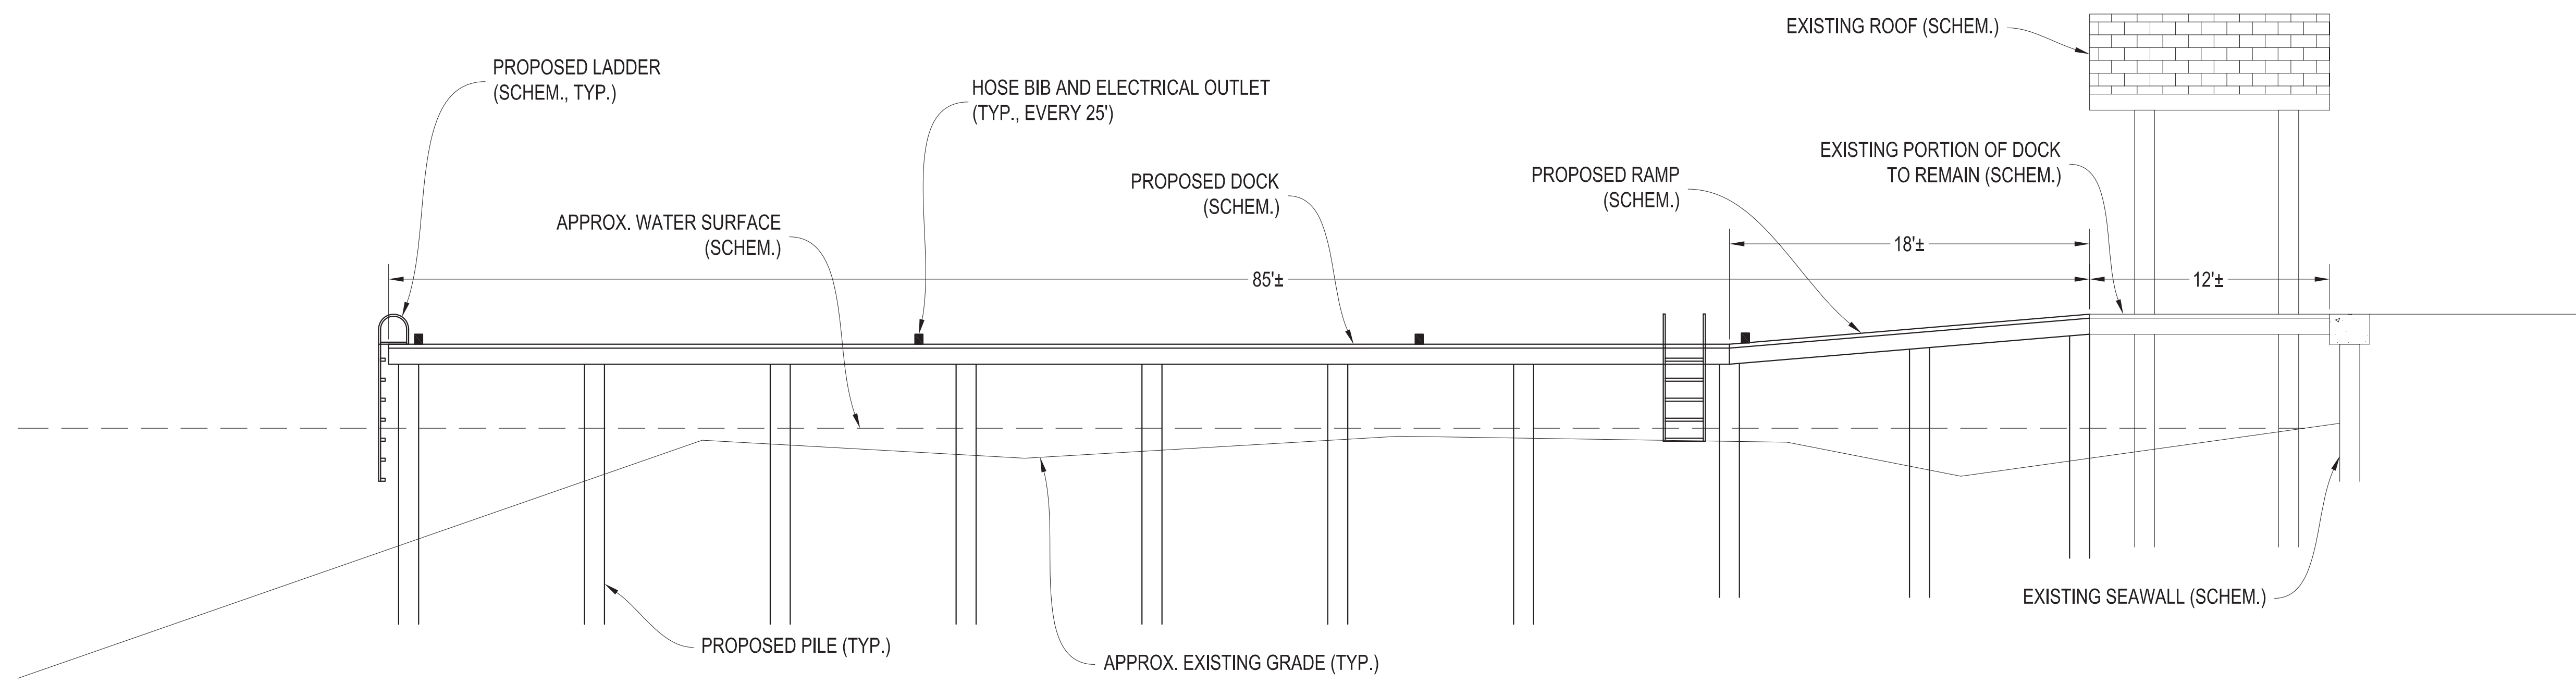 EXISTING ROOF (SCHEM.)
PROPOSED LADDER
(SCHEM., TYP.)
HOSE BIB AND ELECTRICAL OUTLET
(TYP., EVERY 25')
EXISTING PORTION OF DOCK
TO REMAIN (SCHEM.)
PROPOSED RAMP
(SCHEM.)
PROPOSED DOCK
(SCHEM.)
APPROX. WATER SURFACE
(SCHEM.)
18'±
85'±
12'±
EXISTING SEAWALL (SCHEM.)
PROPOSED PILE (TYP.)
APPROX. EXISTING GRADE (TYP.)